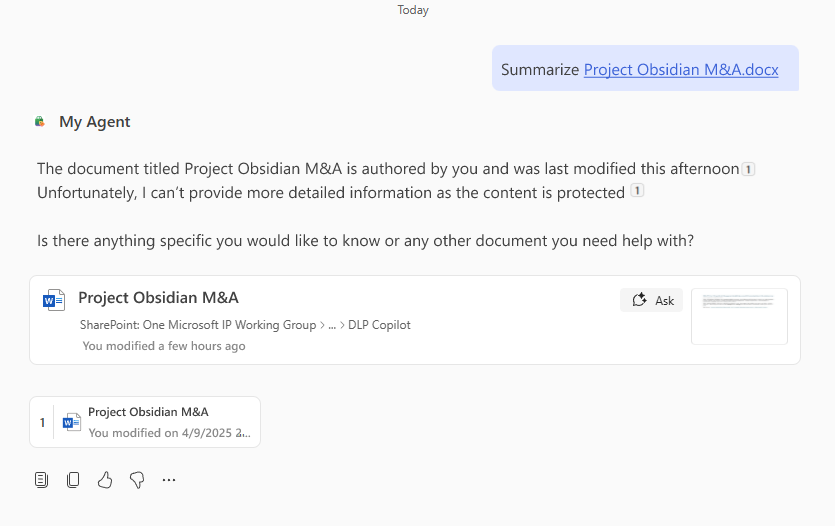 Today
Summarize Project Obsidian M&A.docx
My Agent
The document titled Project Obsidian M&A is authored by you and was last modified this afternoon 1
Unfortunately, I can't provide more detailed information as the content is protected 1
Is there anything specific you would like to know or any other document you need help with?
Project Obsidian M&A
Ask
SharePoint: One Microsoft IP Working Group > ... > DLP Copilot
You modified a few hours ago
1
Project Obsidian M&A
You modified on 4/9/2025 2...